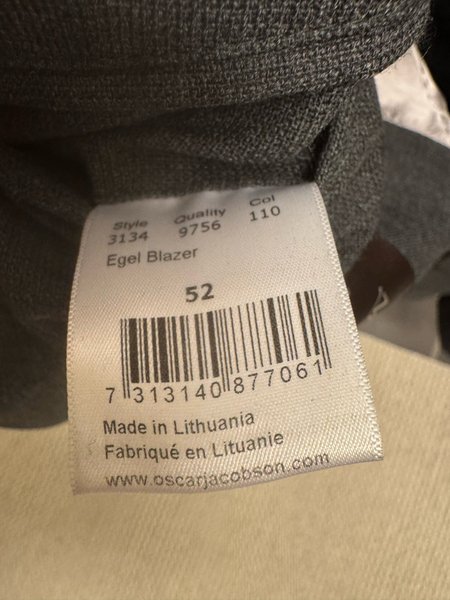 Style Quality Col
3134 9756 110
Egel Blazer
52
7 313140 877061
Made in Lithuania
Fabriqué en Lituanie
www.oscarjacobson.com